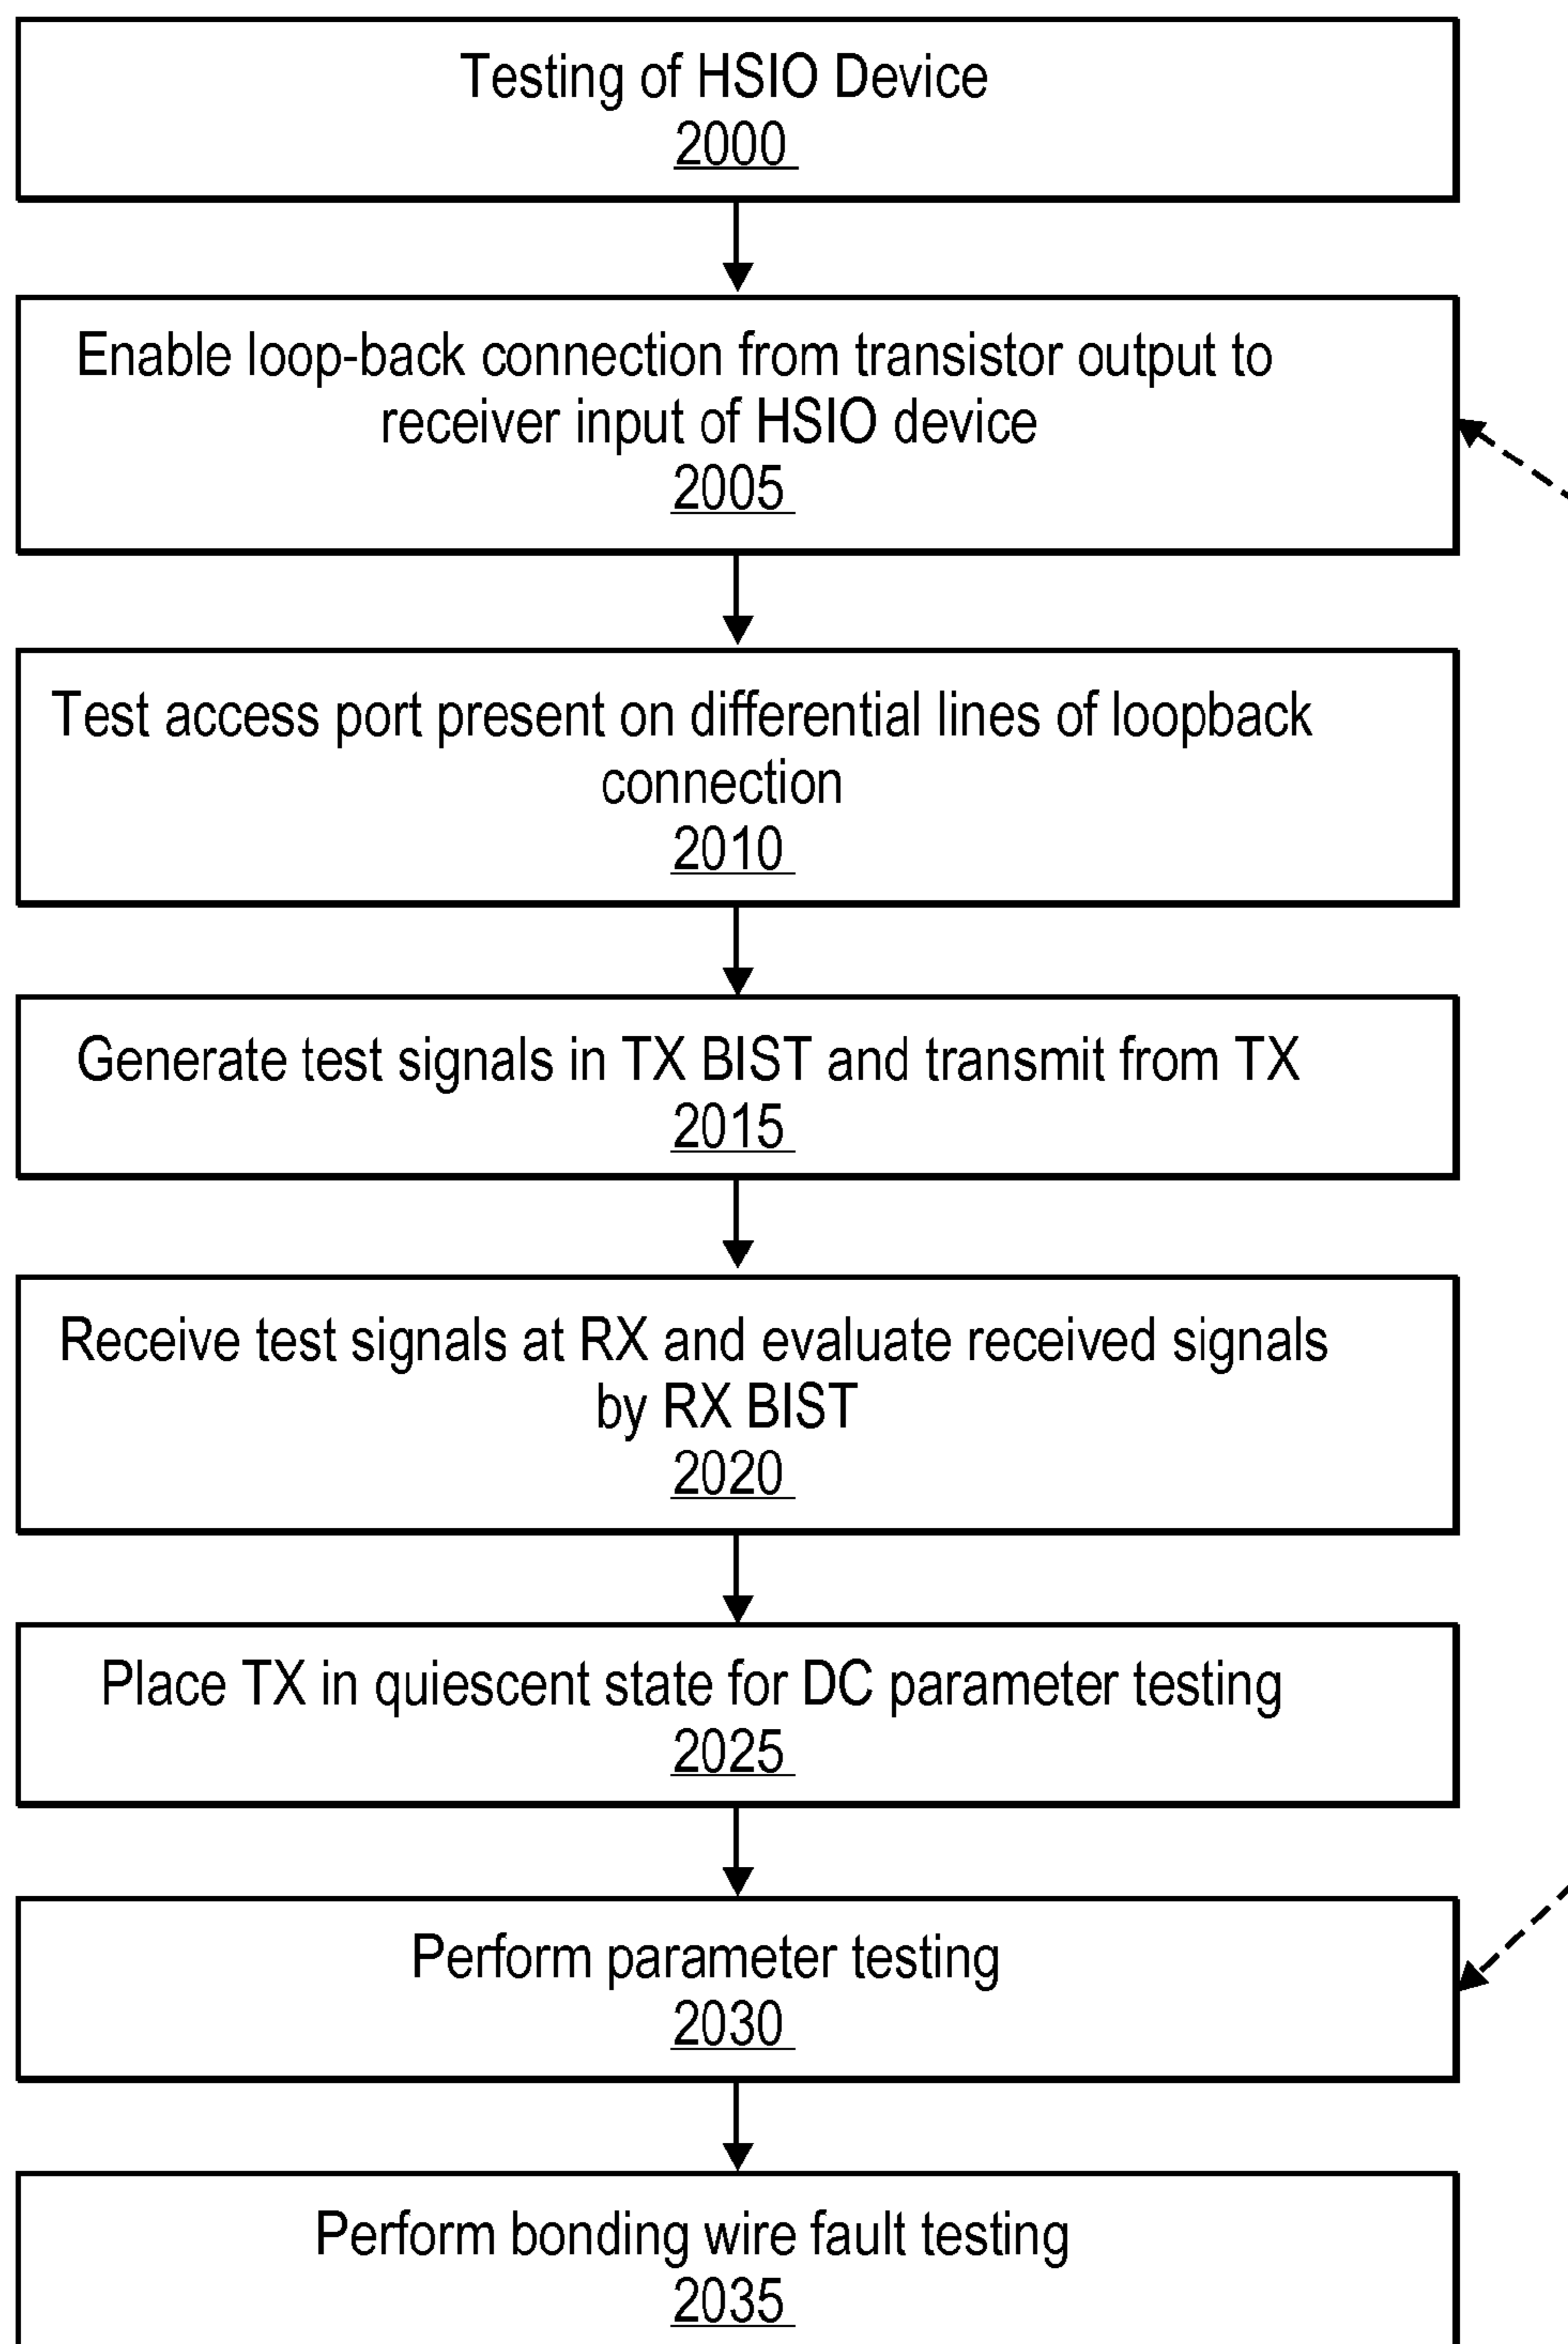 Testing of HSIO Device
2000
Enable loop-back connection from transistor output to
receiver input of HSIO device
2005
Test access port present on differential lines of loopback
connection
2010
Generate test signals in TX BIST and transmit from TX
2015
Receive test signals at RX and evaluate received signals
by RX BIST
2020
Place TX in quiescent state for DC parameter testing
2025
Perform parameter testing
2030
Perform bonding wire fault testing
2035